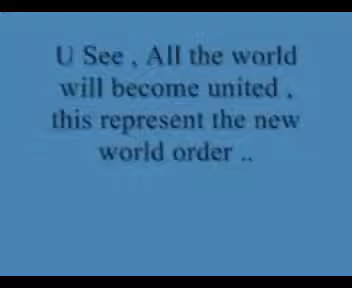 U See , All the world
will become united ,
this represent the new
world order ..